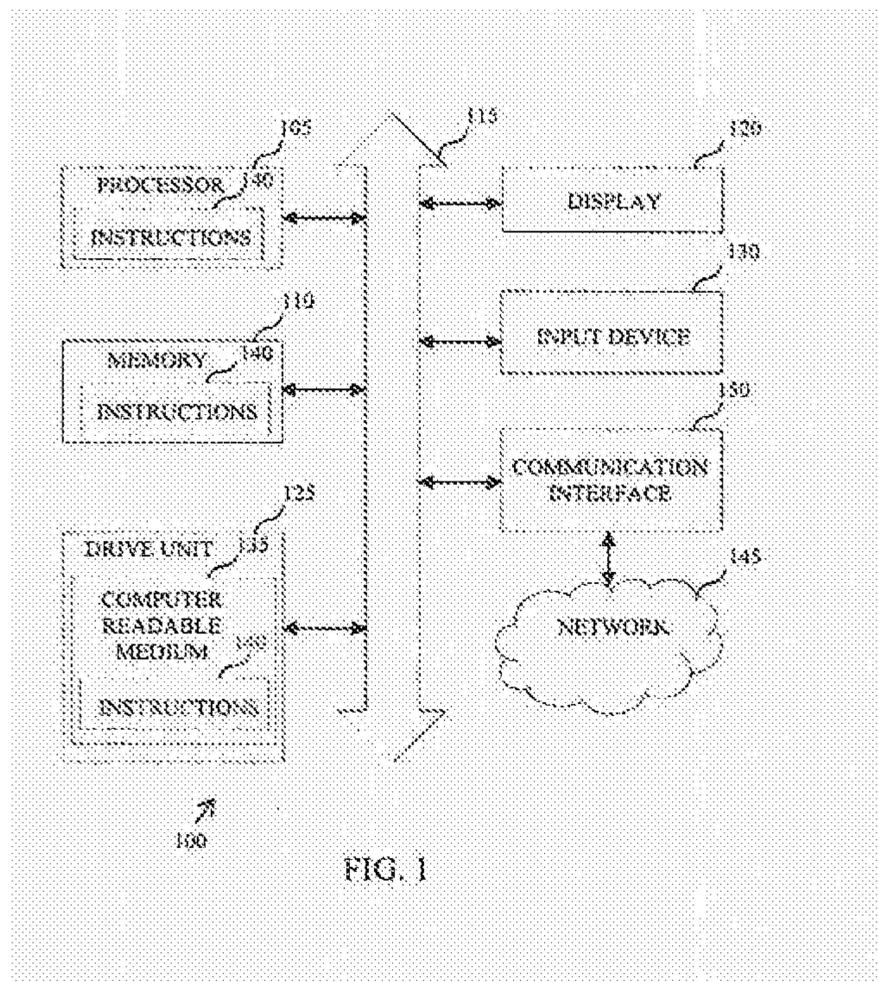 115
105
PROCESSOR
140
INSTRUCTIONS
120
DISPLAY
130
INPUT DEVICE
110
MEMORY
140
INSTRUCTIONS
150
COMMUNICATION
INTERFACE
125
DRIVE UNIT
135
COMPUTER
READABLE
MEDIUM
140
INSTRUCTIONS
145
NETWORK
100
FIG. 1